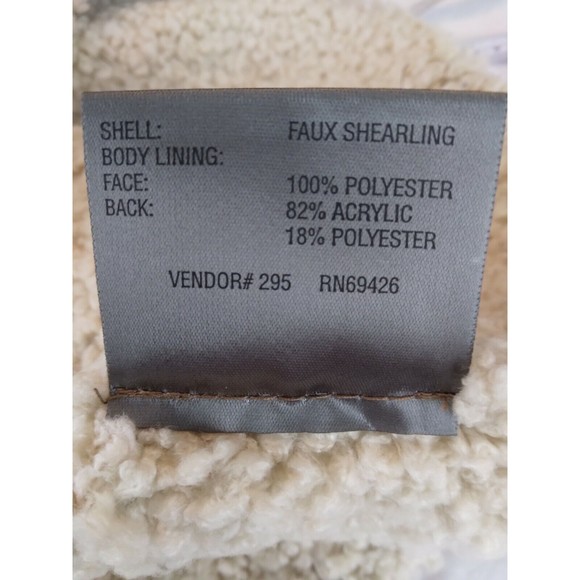 SHELL: FAUX SHEARLING
BODY LINING:
FACE: 100% POLYESTER
BACK: 82% ACRYLIC
18% POLYESTER
VENDOR# 295 RN69426